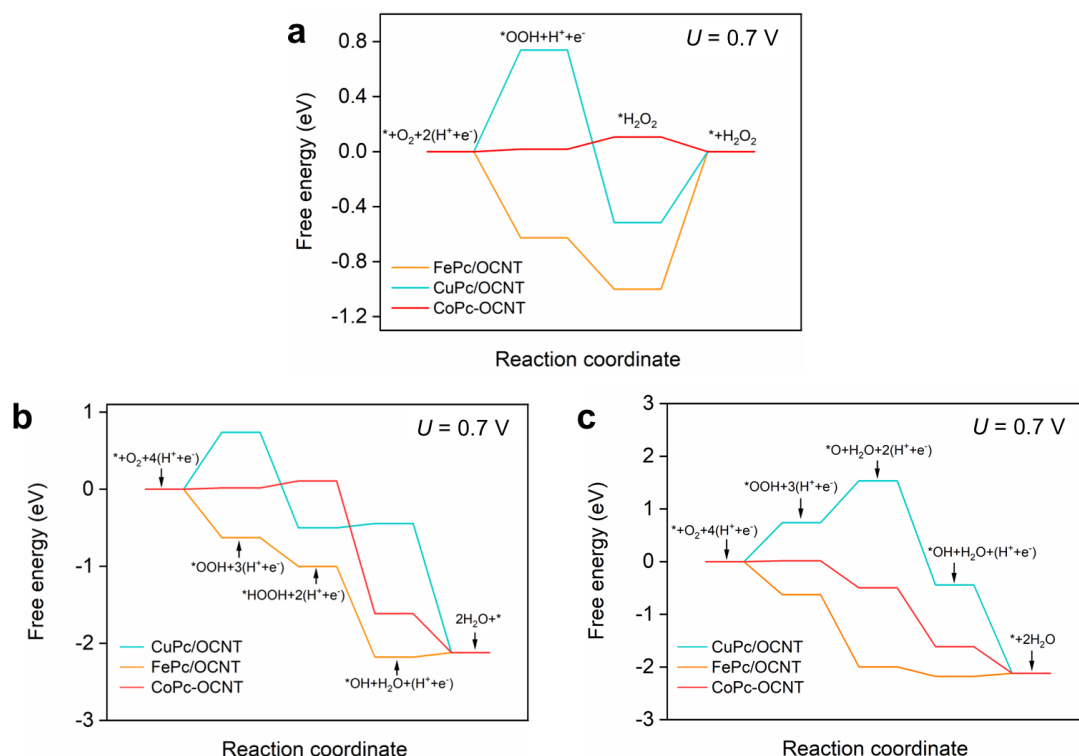 a
U = 0.7 V
*OOH+H⁺+e⁻
*+O₂+2(H⁺+e⁻)
*H₂O₂
*+H₂O₂
0.8
0.4
0.0
-0.4
-0.8
-1.2
Free energy (eV)
FePc/OCNT
CuPc/OCNT
CoPc-OCNT
Reaction coordinate
b
U = 0.7 V
*+O₂+4(H⁺+e⁻)
*OOH+3(H⁺+e⁻)
*HOOH+2(H⁺+e⁻)
2H₂O+*
*OH+H₂O+(H⁺+e⁻)
1
0
-1
-2
-3
Free energy (eV)
CuPc/OCNT
FePc/OCNT
CoPc-OCNT
Reaction coordinate
c
U = 0.7 V
*O+H₂O+2(H⁺+e⁻)
*OOH+3(H⁺+e⁻)
*+O₂+4(H⁺+e⁻)
*OH+H₂O+(H⁺+e⁻)
*+2H₂O
3
2
1
0
-1
-2
-3
Free energy (eV)
CuPc/OCNT
FePc/OCNT
CoPc-OCNT
Reaction coordinate